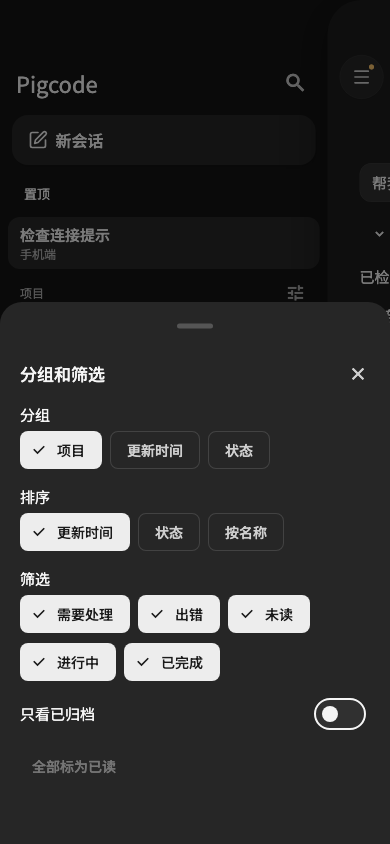 Pigcode
新会话
置顶
检查连接提示
手机端
项目
已检
分组和筛选
分组
项目 更新时间 状态
排序
更新时间 状态 按名称
筛选
需要处理 出错 未读
进行中 已完成
只看已归档
全部标为已读